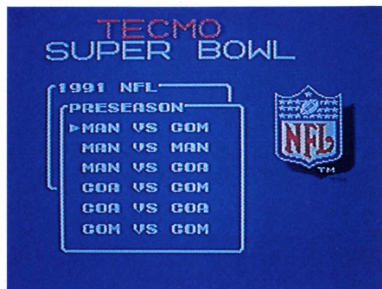 TECMO
SUPER BOWL
1991 NFL
PRESEASON
MAN VS COM
MAN VS MAN
MAN VS COA
COA VS COM
COA VS COA
COM VS COM
NFL
TM